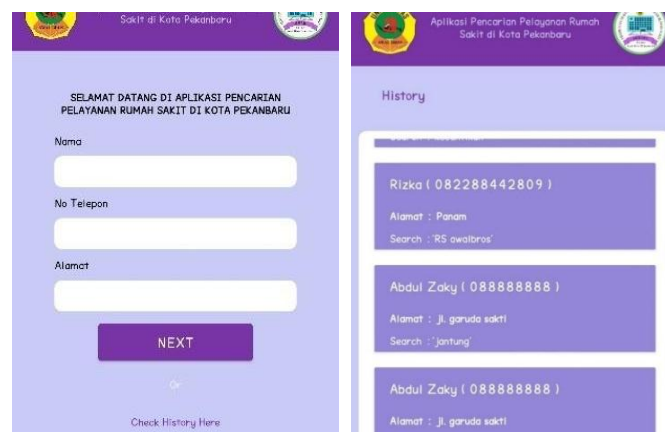 Sakit di Kota Pekanbaru
SELAMAT DATANG DI APLIKASI PENCARIAN
PELAYANAN RUMAH SAKIT DI KOTA PEKANBARU
Nama
No Telepon
Alamat
NEXT
Or
Check History Here
Aplikasi Pencarian Pelayanan Rumah
Sakit di Kota Pekanbaru
History
Rizka ( 082288442809 )
Alamat : Panam
Search : 'RS awalbros'
Abdul Zaky ( 088888888 )
Alamat : jl. garuda sakti
Search : 'jantung'
Abdul Zaky ( 088888888 )
Alamat : jl. garuda sakti